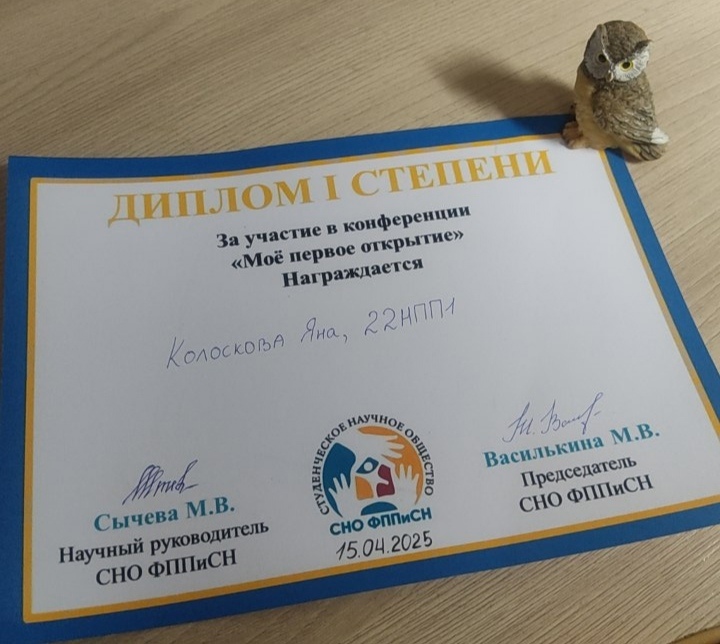 ДИПЛОМ I СТЕПЕНИ
За участие в конференции
«Моё первое открытие»
Награждается
Колоскова Яна, 22НПП1
Сычева М.В.
Научный руководитель
СНО ФППиСН
СТУДЕНЧЕСКОЕ НАУЧНОЕ ОБЩЕСТВО
СНО ФППиСН
15.04.2025
Василькина М.В.
Председатель
СНО ФППиСН